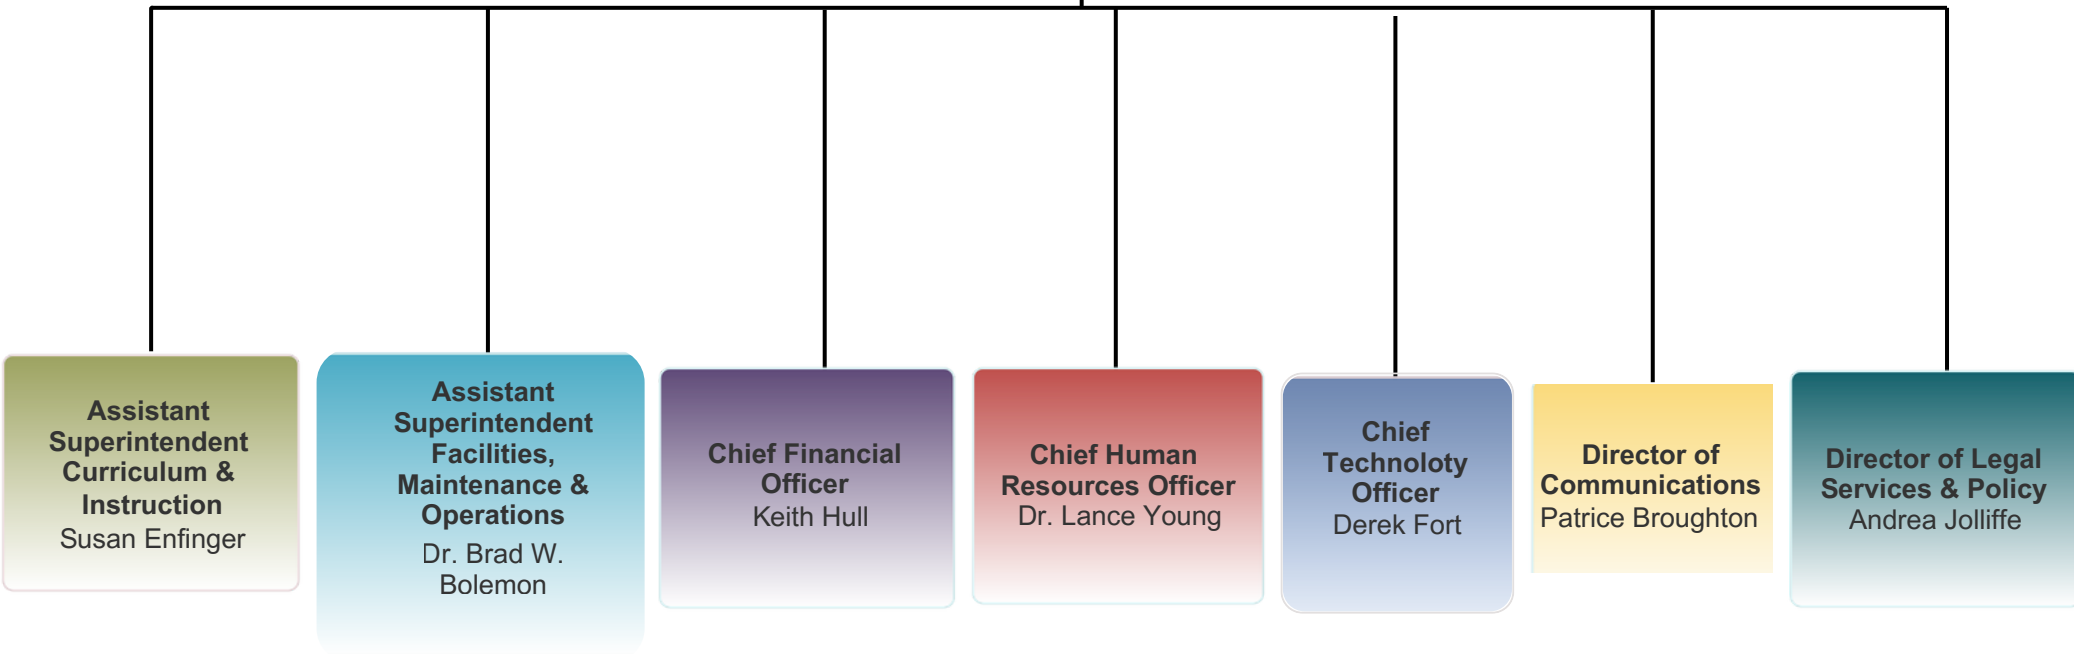 Assistant
Superintendent
Curriculum &
Instruction
Susan Enfinger
Assistant
Superintendent
Facilities,
Maintenance &
Operations
Dr. Brad W.
Bolemon
Chief Financial
Officer
Keith Hull
Chief Human
Resources Officer
Dr. Lance Young
Chief
Technoloty
Officer
Derek Fort
Director of
Communications
Patrice Broughton
Director of Legal
Services & Policy
Andrea Jolliffe